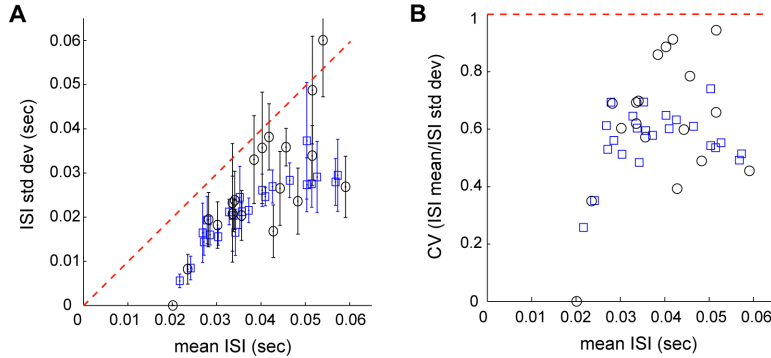 A
ISI std dev (sec)
0.06
0.05
0.04
0.03
0.02
0.01
0
0 0.01 0.02 0.03 0.04 0.05 0.06
mean ISI (sec)
B
CV (ISI mean/ISI std dev)
1
0.8
0.6
0.4
0.2
0
0 0.01 0.02 0.03 0.04 0.05 0.06
mean ISI (sec)